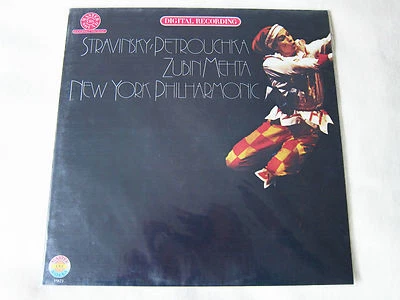 DIGITAL RECORDING
STRAVINSKY: PETROUCHKA
ZUBIN MEHTA
NEW YORK PHILHARMONIC